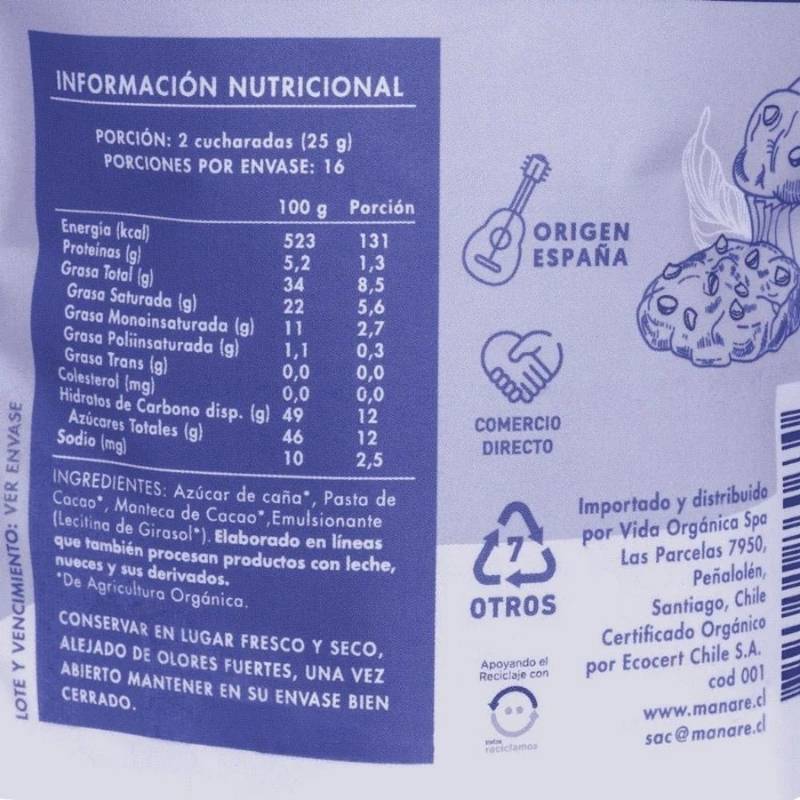 INFORMACIÓN NUTRICIONAL
PORCIÓN: 2 cucharadas (25 g)
PORCIONES POR ENVASE: 16
100 g Porción
Energía (kcal) 523 131
Proteínas (g) 5,2 1,3
Grasa Total (g) 34 8,5
Grasa Saturada (g) 22 5,6
Grasa Monoinsaturada (g) 11 2,7
Grasa Poliinsaturada (g) 1,1 0,3
Grasa Trans (g) 0,0 0,0
Colesterol (mg) 0,0 0,0
Hidratos de Carbono disp. (g) 49 12
Azúcares Totales (g) 46 12
Sodio (mg) 10 2,5
INGREDIENTES: Azúcar de caña*, Pasta de
Cacao*, Manteca de Cacao*,Emulsionante
(Lecitina de Girasol*). Elaborado en líneas
que también procesan productos con leche,
nueces y sus derivados.
*De Agricultura Orgánica.
CONSERVAR EN LUGAR FRESCO Y SECO,
ALEJADO DE OLORES FUERTES, UNA VEZ
ABIERTO MANTENER EN SU ENVASE BIEN
CERRADO.
LOTE Y VENCIMIENTO: VER ENVASE
ORIGEN
ESPAÑA
COMERCIO
DIRECTO
7
OTROS
Apoyando el
Reciclaje con
reciclamos
Importado y distribuido
por Vida Orgánica Spa
Las Parcelas 7950,
Peñalolén,
Santiago, Chile
Certificado Orgánico
por Ecocert Chile S.A.
cod 001
www.manare.cl
sac@manare.cl